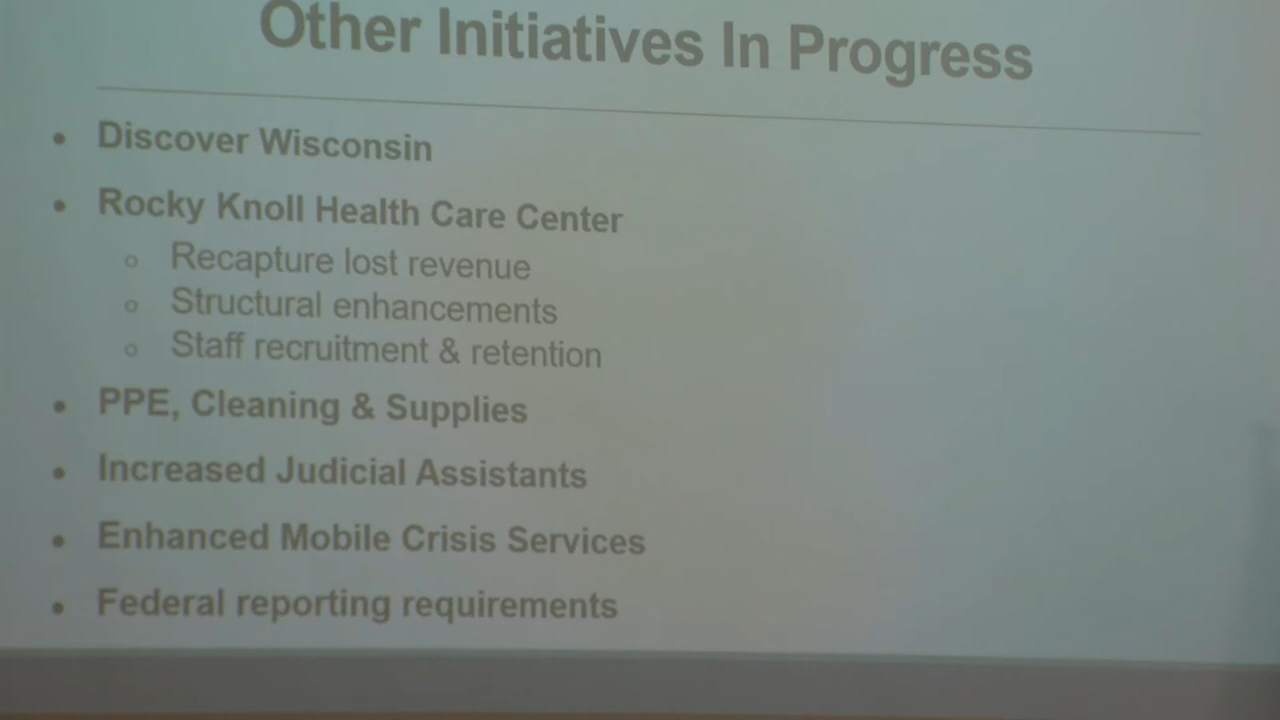 Other Initiatives In Progress
• Discover Wisconsin
• Rocky Knoll Health Care Center
o Recapture lost revenue
o Structural enhancements
o Staff recruitment & retention
• PPE, Cleaning & Supplies
• Increased Judicial Assistants
• Enhanced Mobile Crisis Services
• Federal reporting requirements